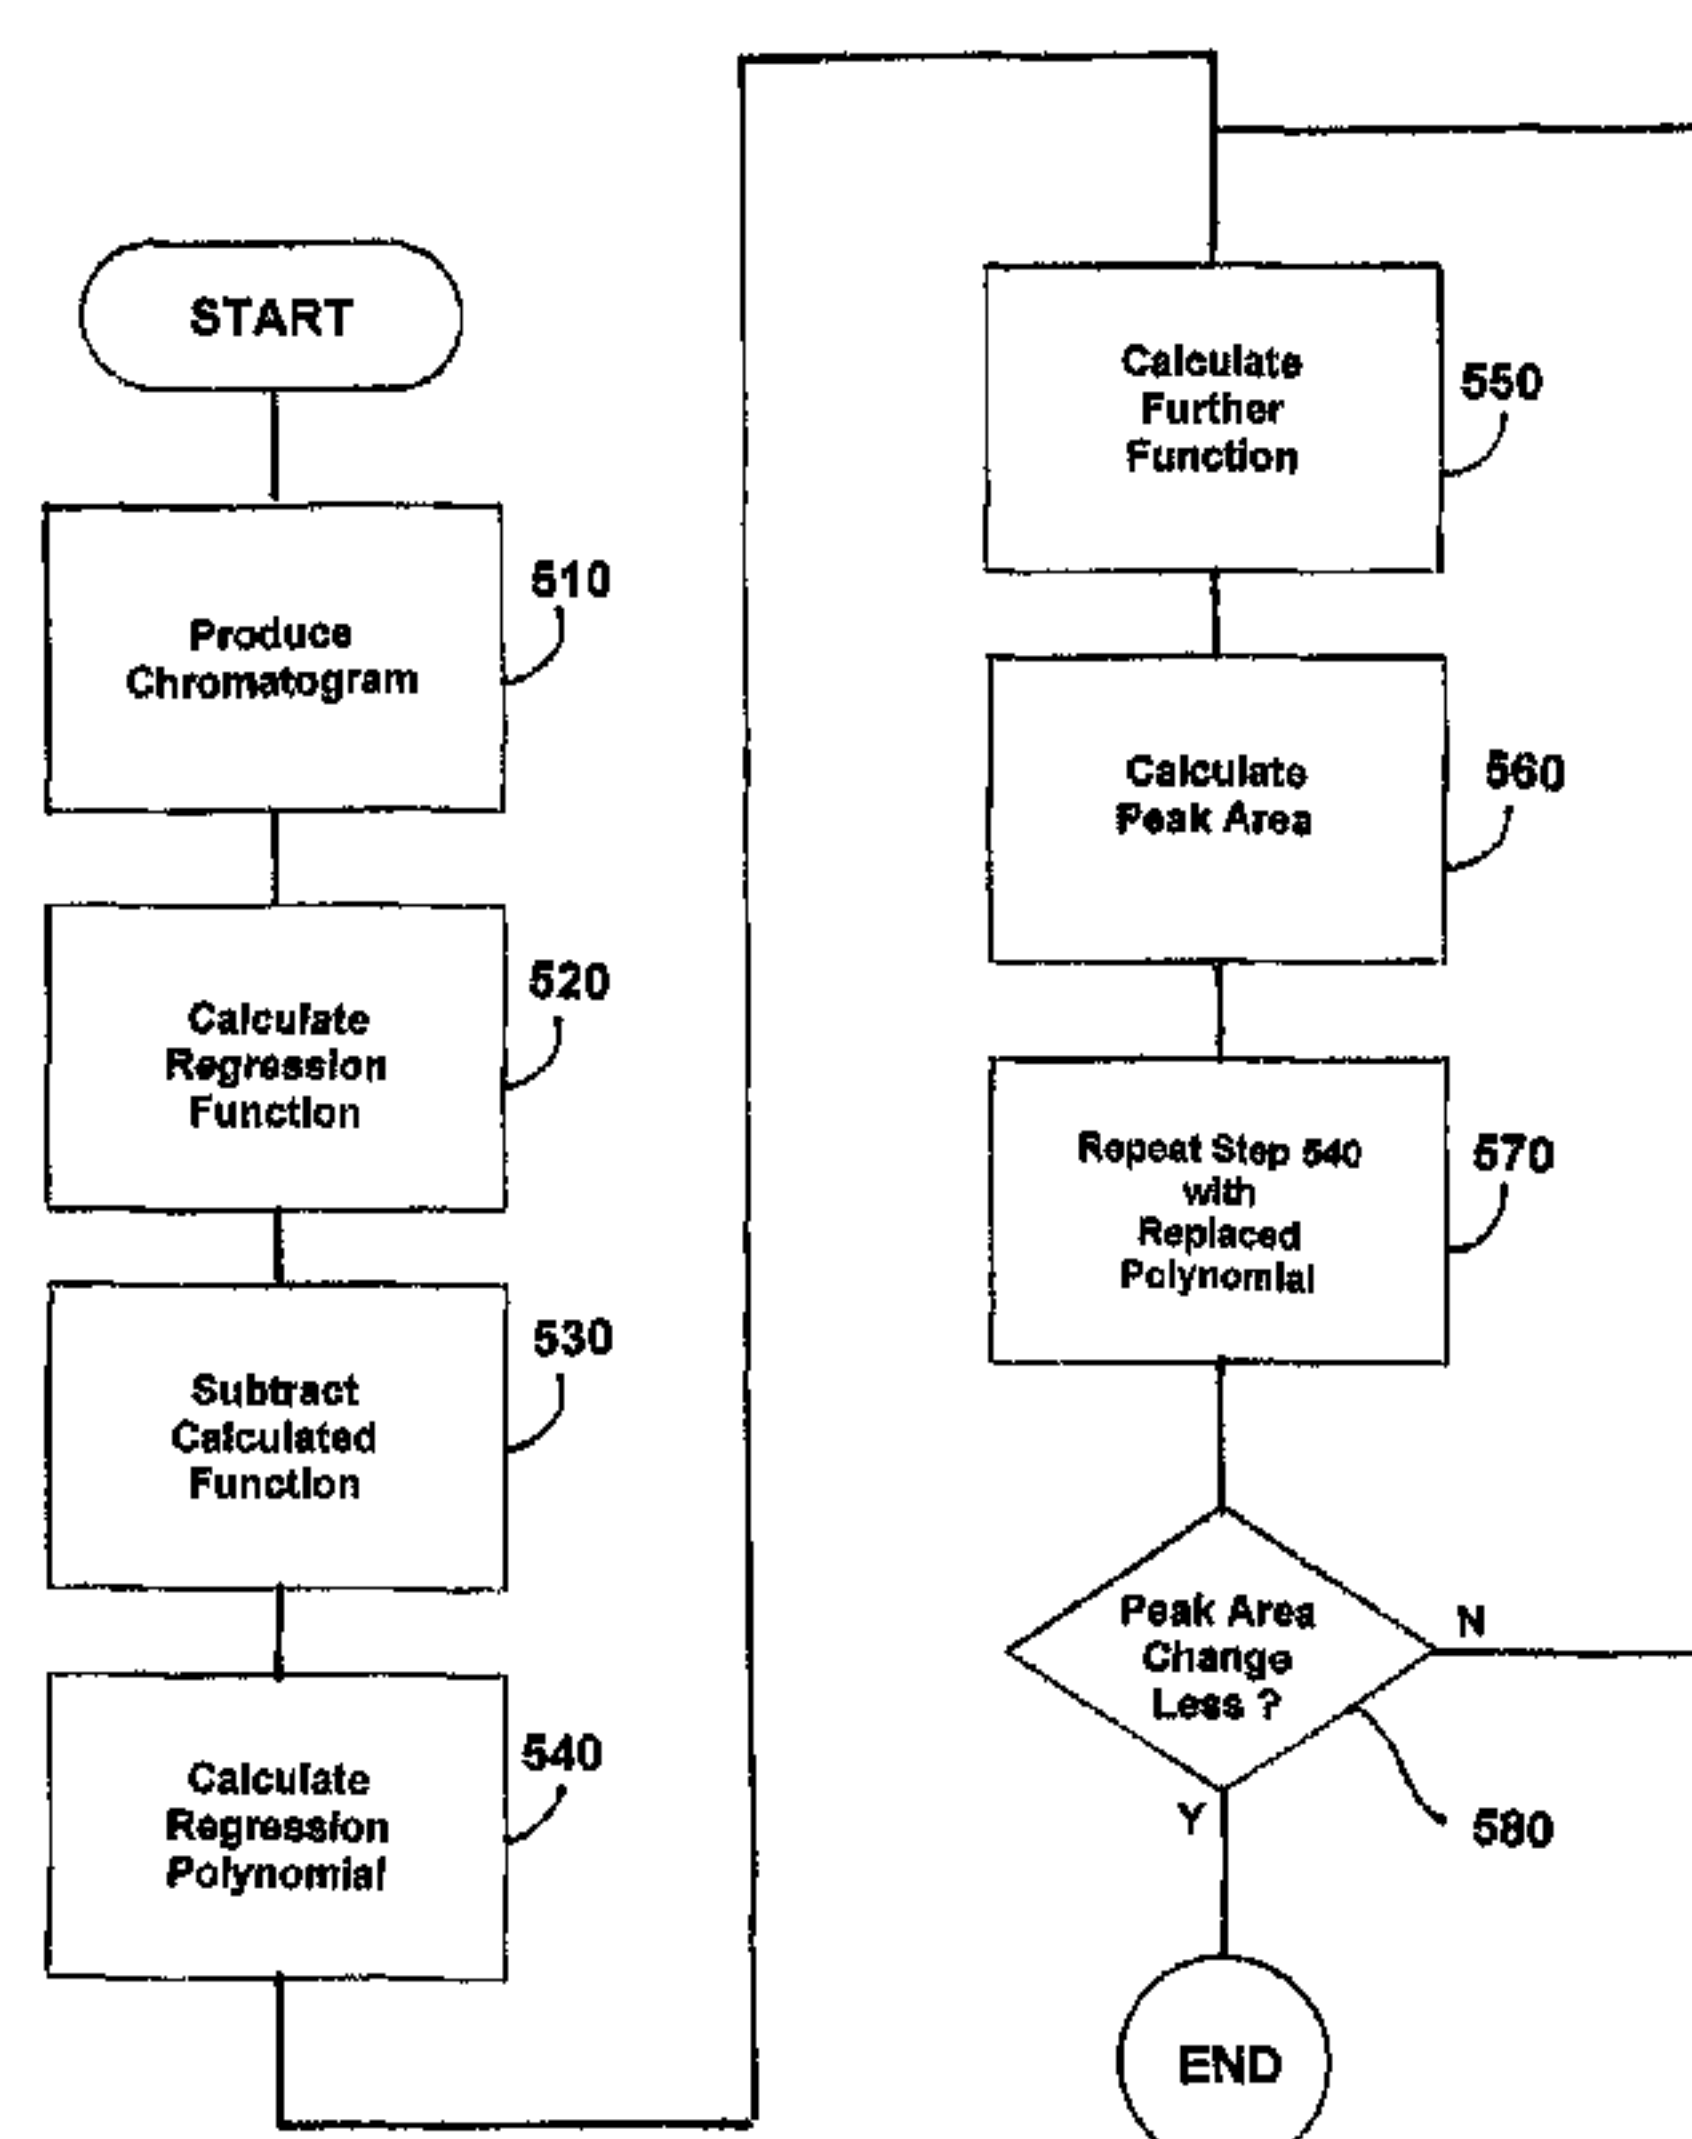 START
Produce
Chromatogram
510
Calculate
Regression
Function
520
Subtract
Calculated
Function
530
Calculate
Regression
Polynomial
540
Calculate
Further
Function
550
Calculate
Peak Area
560
Repeat Step 540
with
Replaced
Polynomial
570
Peak Area
Change
Less ?
N
Y
580
END